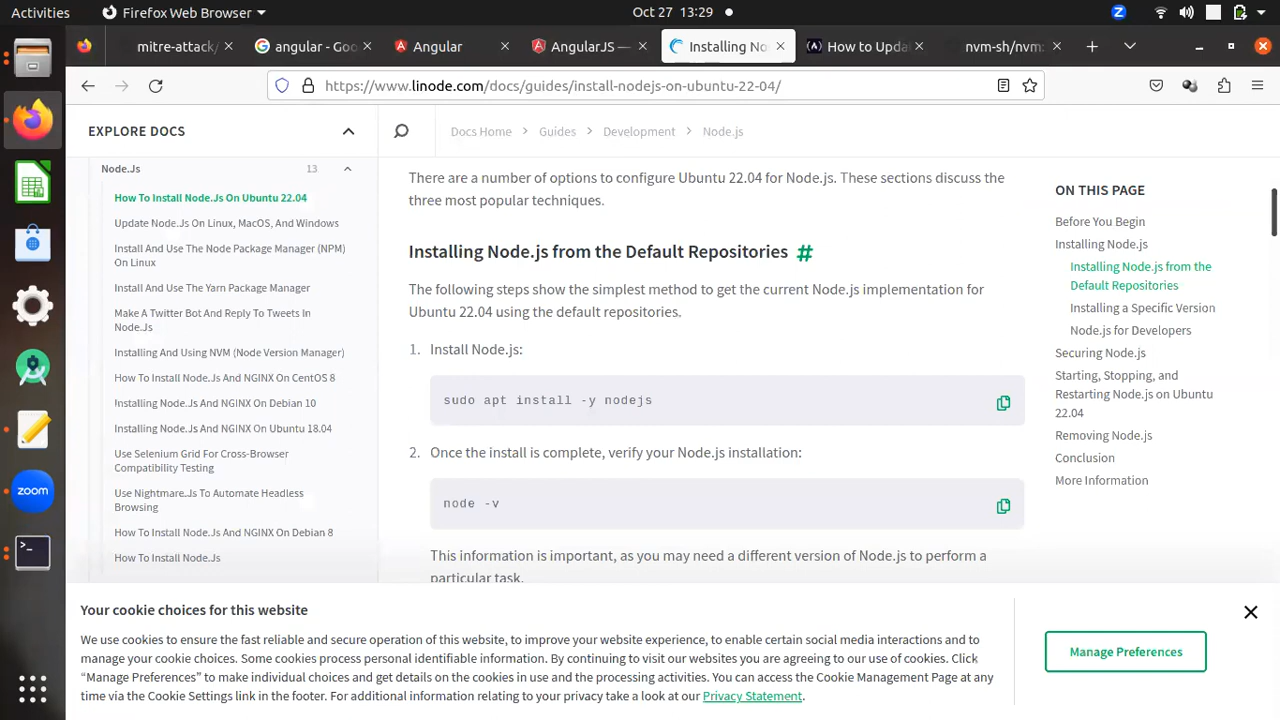 Activities
Firefox Web Browser
Oct 27 13:29
Z
mitre-attack/
angular - Goo
Angular
AngularJS —
Installing No
How to Upda
nvm-sh/nvm:
https://www.linode.com/docs/guides/install-nodejs-on-ubuntu-22-04/
EXPLORE DOCS
Docs Home
Guides
Development
Node.js
Node.Js
13
How To Install Node.Js On Ubuntu 22.04
Update Node.Js On Linux, MacOS, And Windows
Install And Use The Node Package Manager (NPM)
On Linux
Install And Use The Yarn Package Manager
Make A Twitter Bot And Reply To Tweets In
Node.Js
Installing And Using NVM (Node Version Manager)
How To Install Node.Js And NGINX On CentOS 8
Installing Node.Js And NGINX On Debian 10
Installing Node.Js And NGINX On Ubuntu 18.04
Use Selenium Grid For Cross-Browser
Compatibility Testing
Use Nightmare.Js To Automate Headless
Browsing
How To Install Node.Js And NGINX On Debian 8
How To Install Node.Js
There are a number of options to configure Ubuntu 22.04 for Node.js. These sections discuss the
three most popular techniques.
Installing Node.js from the Default Repositories #
The following steps show the simplest method to get the current Node.js implementation for
Ubuntu 22.04 using the default repositories.
1. Install Node.js:
sudo apt install -y nodejs
2. Once the install is complete, verify your Node.js installation:
node -v
This information is important, as you may need a different version of Node.js to perform a
particular task.
ON THIS PAGE
Before You Begin
Installing Node.js
Installing Node.js from the
Default Repositories
Installing a Specific Version
Node.js for Developers
Securing Node.js
Starting, Stopping, and
Restarting Node.js on Ubuntu
22.04
Removing Node.js
Conclusion
More Information
zoom
Your cookie choices for this website
We use cookies to ensure the fast reliable and secure operation of this website, to improve your website experience, to enable certain social media interactions and to
manage your cookie choices. Some cookies process personal identifiable information. By continuing to visit our websites you are agreeing to our use of cookies. Click
“Manage Preferences” to make individual choices and get details on the cookies in use and the processing activities. You can access the Cookie Management Page at any
time via the Cookie Settings link in the footer. For additional information relating to your privacy take a look at our Privacy Statement.
Manage Preferences